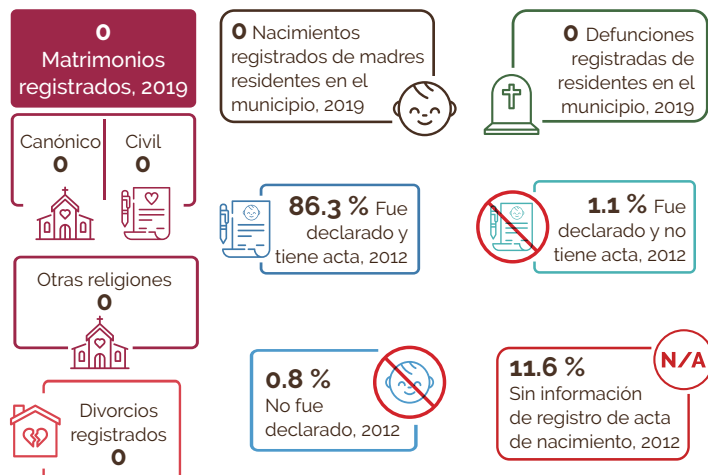 0
Matrimonios
registrados, 2019
Canónico
0
Civil
0
Otras religiones
0
Divorcios
registrados
0
0 Nacimientos
registrados de madres
residentes en el
municipio, 2019
0 Defunciones
registradas de
residentes en el
municipio, 2019
86.3 % Fue
declarado y
tiene acta, 2012
1.1 % Fue
declarado y no
tiene acta, 2012
0.8 %
No fue
declarado, 2012
11.6 %
Sin información
de registro de acta
de nacimiento, 2012
N/A